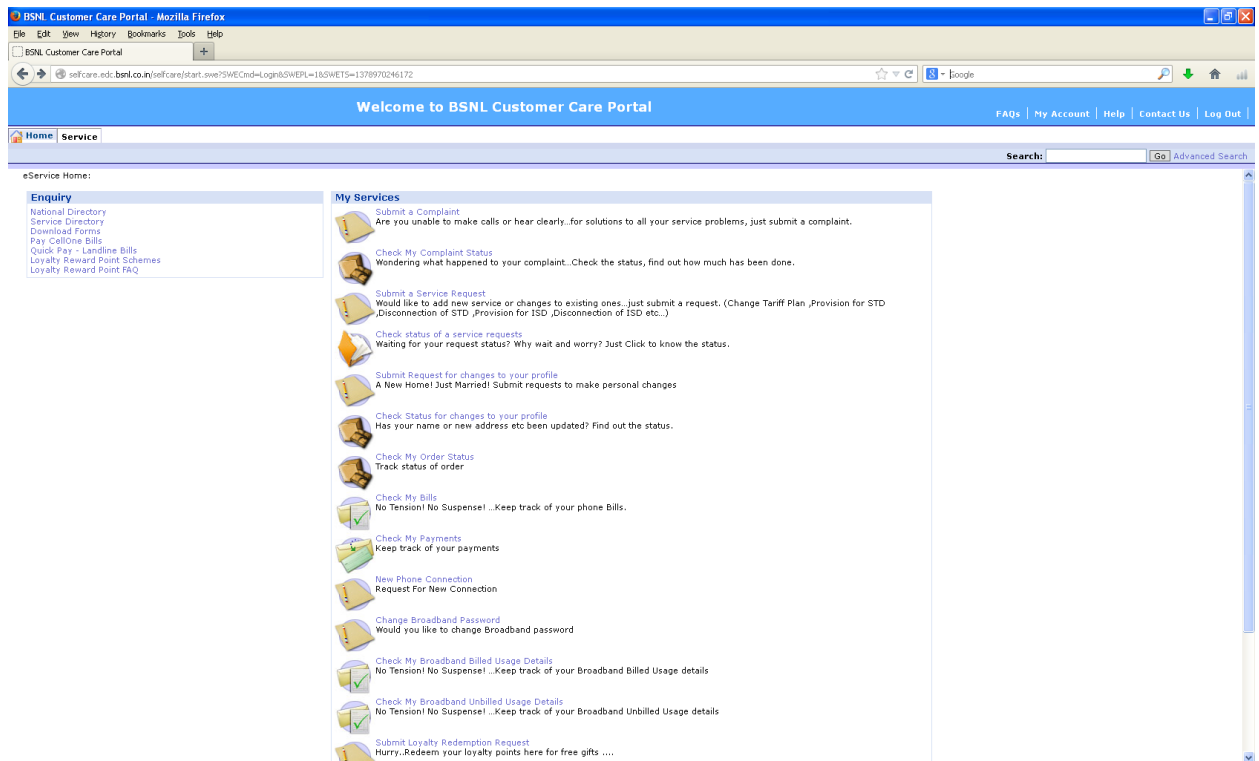 BSNL Customer Care Portal - Mozilla Firefox
File Edit View History Bookmarks Tools Help
BSNL Customer Care Portal
selfcare.edc.bsnl.co.in/selfcare/start.swe?SWECmd=Login&SWEPL=1&SWETS=1378970246172
Google
Welcome to BSNL Customer Care Portal
FAQs | My Account | Help | Contact Us | Log Out |
Home Service
Search: Go Advanced Search
eService Home:
Enquiry
National Directory
Service Directory
Download Forms
Pay CellOne Bills
Quick Pay - Landline Bills
Loyalty Reward Point Schemes
Loyalty Reward Point FAQ
My Services
Submit a Complaint
Are you unable to make calls or hear clearly...for solutions to all your service problems, just submit a complaint.
Check My Complaint Status
Wondering what happened to your complaint...Check the status, find out how much has been done.
Submit a Service Request
Would like to add new service or changes to existing ones...just submit a request. (Change Tariff Plan ,Provision for STD
,Disconnection of STD ,Provision for ISD ,Disconnection of ISD etc...)
Check status of a service requests
Waiting for your request status? Why wait and worry? Just Click to know the status.
Submit Request for changes to your profile
A New Home! Just Married! Submit requests to make personal changes
Check Status for changes to your profile
Has your name or new address etc been updated? Find out the status.
Check My Order Status
Track status of order
Check My Bills
No Tension! No Suspense! ...Keep track of your phone Bills.
Check My Payments
Keep track of your payments
New Phone Connection
Request For New Connection
Change Broadband Password
Would you like to change Broadband password
Check My Broadband Billed Usage Details
No Tension! No Suspense! ...Keep track of your Broadband Billed Usage details
Check My Broadband Unbilled Usage Details
No Tension! No Suspense! ...Keep track of your Broadband Unbilled Usage details
Submit Loyalty Redemption Request
Hurry..Redeem your loyalty points here for free gifts ....